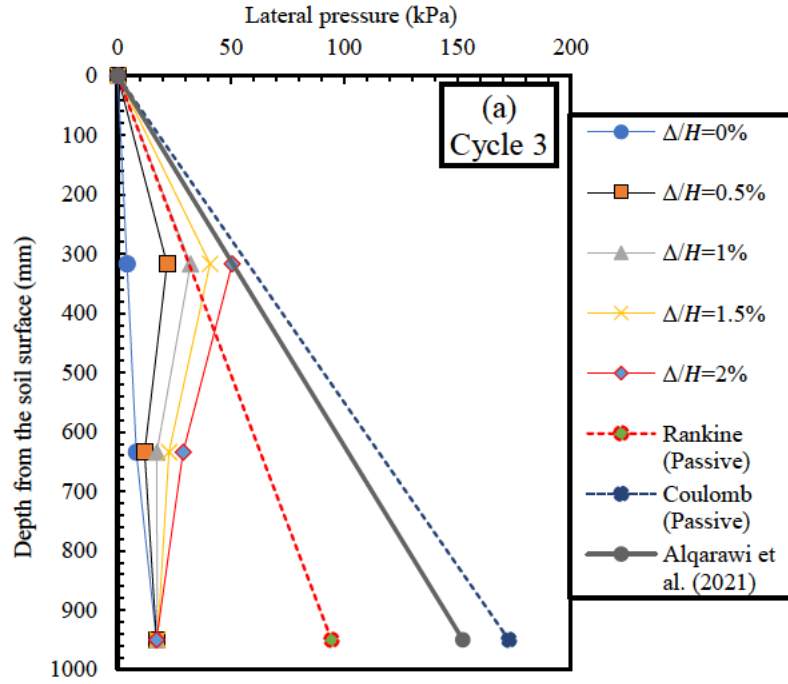 Lateral pressure (kPa)
0 50 100 150 200
0
100
200
300
400
500
600
700
800
900
1000
Depth from the soil surface (mm)
(a)
Cycle 3
Δ/H=0%
Δ/H=0.5%
Δ/H=1%
Δ/H=1.5%
Δ/H=2%
Rankine
(Passive)
Coulomb
(Passive)
Alqarawi et
al. (2021)